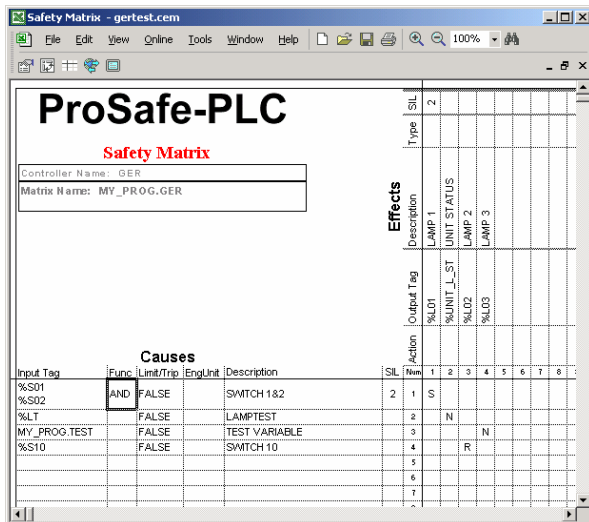 Safety Matrix - gertest.cem
File Edit View Online Tools Window Help 100%
ProSafe-PLC
Safety Matrix
Controller Name: GER
Matrix Name: MY_PROG.GER
Effects
SIL 2
Type
Description LAMP 1 UNIT STATUS LAMP 2 LAMP 3
Output Tag %L01 %UNIT_L_ST %L02 %L03
Action
Causes
Input Tag Func Limit/Trip EngUnit Description SIL Num 1 2 3 4 5 6 7 8
%S01
%S02 AND FALSE SWITCH 1&2 2 1 S
%LT FALSE LAMPTEST 2 N
MY_PROG.TEST FALSE TEST VARIABLE 3 N
%S10 FALSE SWITCH 10 4 R
5
6
7